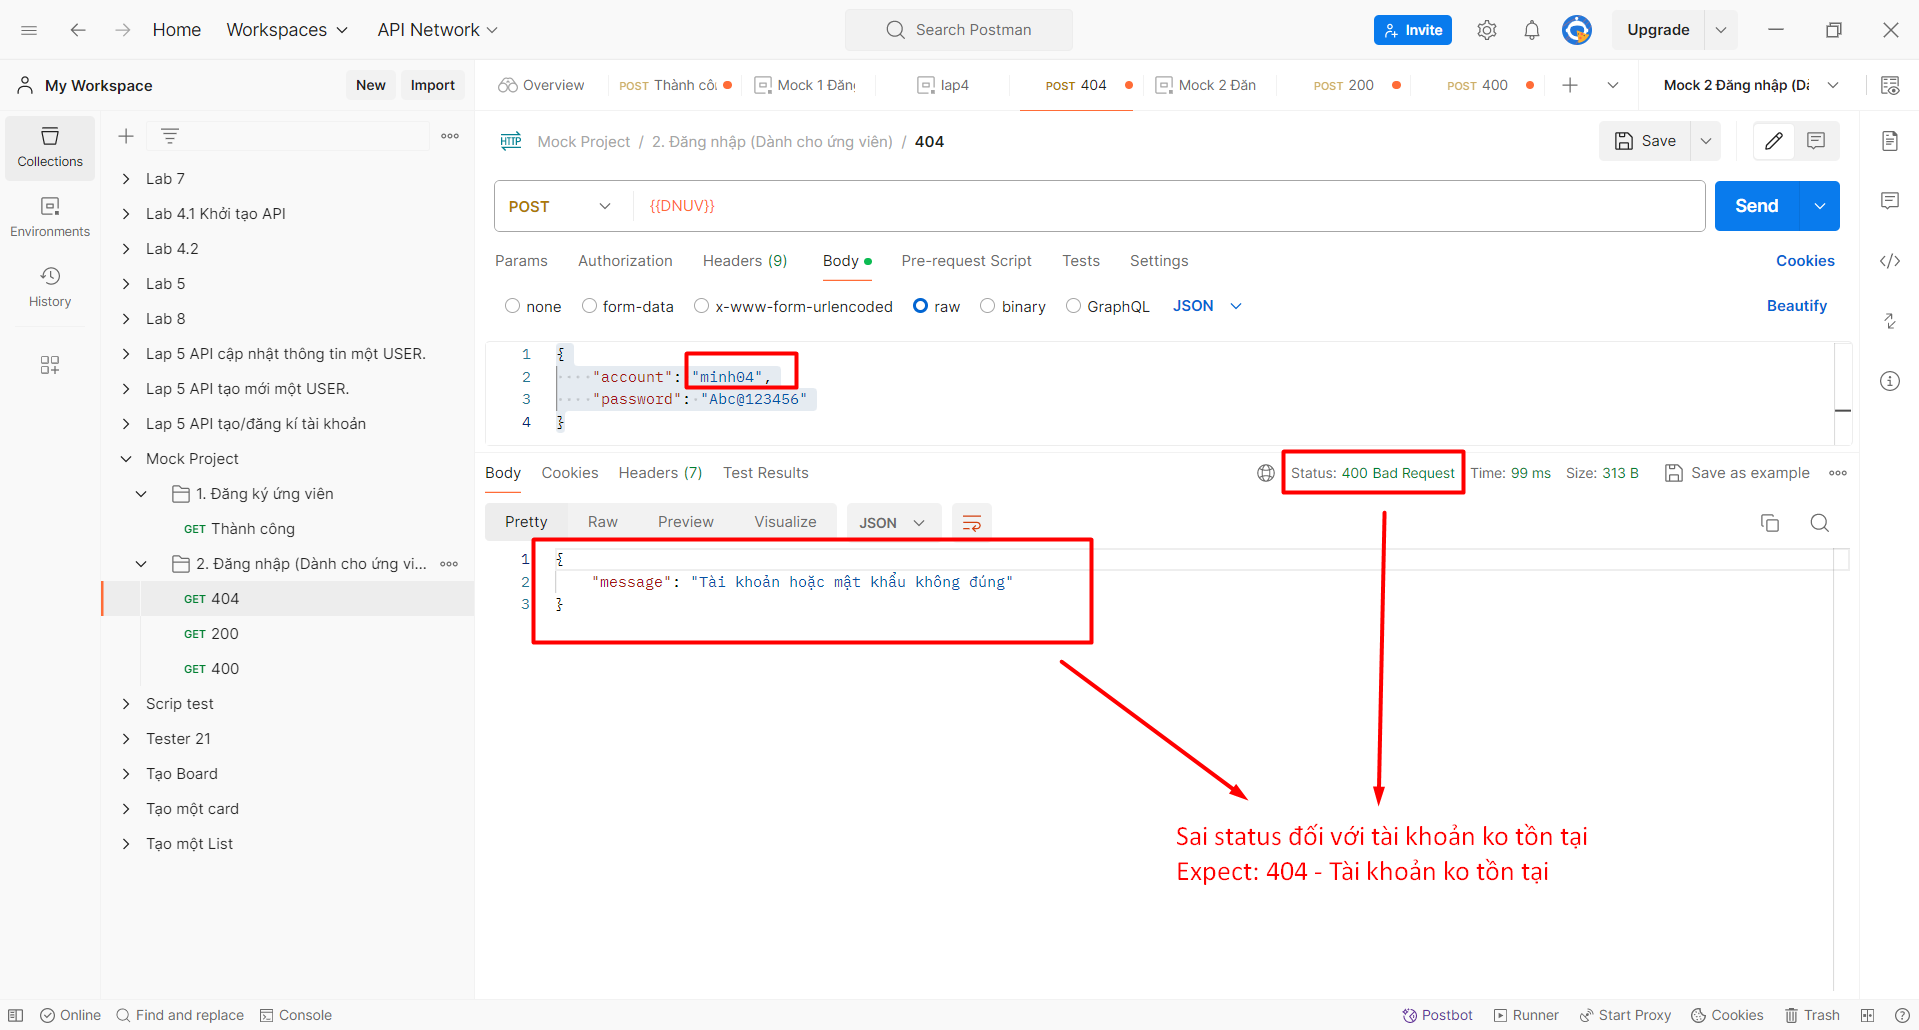 Home Workspaces API Network Search Postman Invite Upgrade
My Workspace New Import Overview POST Thành côi Mock 1 Đăng lap4 POST 404 Mock 2 Đăn POST 200 POST 400 Mock 2 Đăng nhập (Dà
Collections
Environments
History
Lab 7
Lab 4.1 Khởi tạo API
Lab 4.2
Lab 5
Lab 8
Lap 5 API cập nhật thông tin một USER.
Lap 5 API tạo mới một USER.
Lap 5 API tạo/đăng kí tài khoản
Mock Project
1. Đăng ký ứng viên
GET Thành công
2. Đăng nhập (Dành cho ứng vi...
GET 404
GET 200
GET 400
Scrip test
Tester 21
Tạo Board
Tạo một card
Tạo một List
HTTP Mock Project / 2. Đăng nhập (Dành cho ứng viên) / 404 Save
POST {{DNUV}} Send
Params Authorization Headers (9) Body Pre-request Script Tests Settings Cookies
none form-data x-www-form-urlencoded raw binary GraphQL JSON Beautify
1 {
2 "account": "minh04",
3 "password": "Abc@123456"
4 }
Body Cookies Headers (7) Test Results Status: 400 Bad Request Time: 99 ms Size: 313 B Save as example
Pretty Raw Preview Visualize JSON
1 {
2 "message": "Tài khoản hoặc mật khẩu không đúng"
3 }
Sai status đối với tài khoản ko tồn tại
Expect: 404 - Tài khoản ko tồn tại
Online Find and replace Console Postbot Runner Start Proxy Cookies Trash